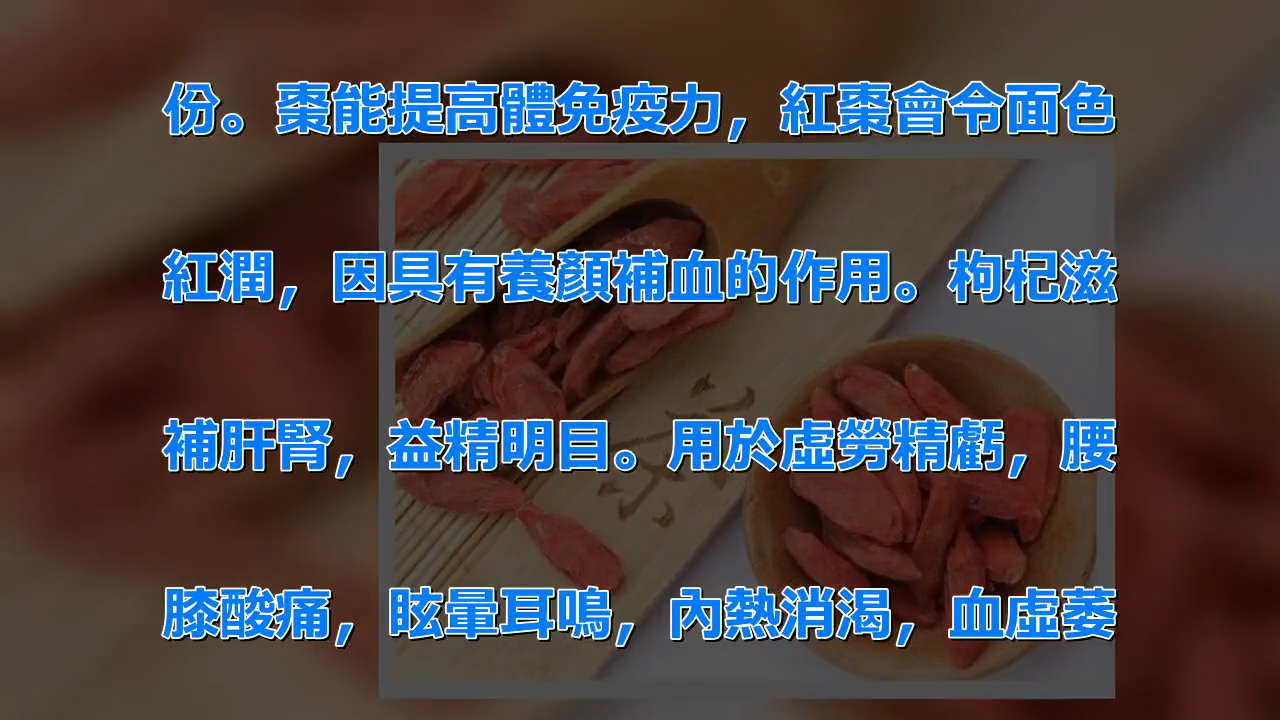 份。棗能提高體免疫力，紅棗會令面色
紅潤，因具有養顏補血的作用。枸杞滋
補肝腎，益精明目。用於虛勞精虧，腰
膝酸痛，眩暈耳鳴，內熱消渴，血虛萎